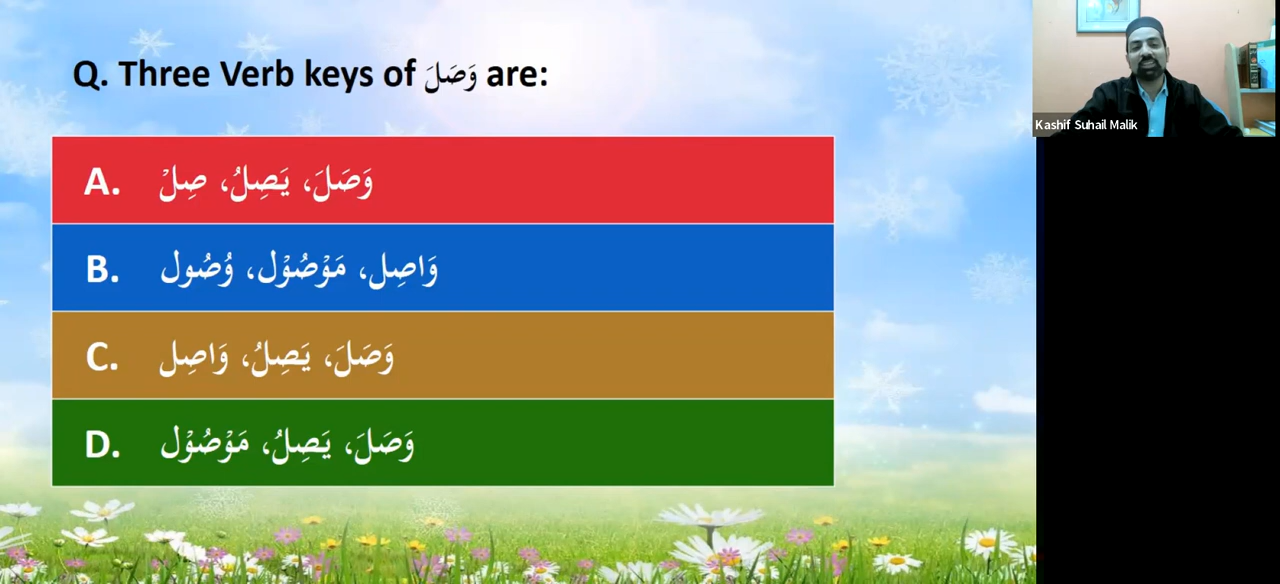 Q. Three Verb keys of وَصَلَ are:
A. وَصَلَ، يَصِلُ، صِلْ
B. وَاصِل، مَوْصُوْل، وُصُول
C. وَصَلَ، يَصِلُ، وَاصِل
D. وَصَلَ، يَصِلُ، مَوْصُوْل
Kashif Suhail Malik